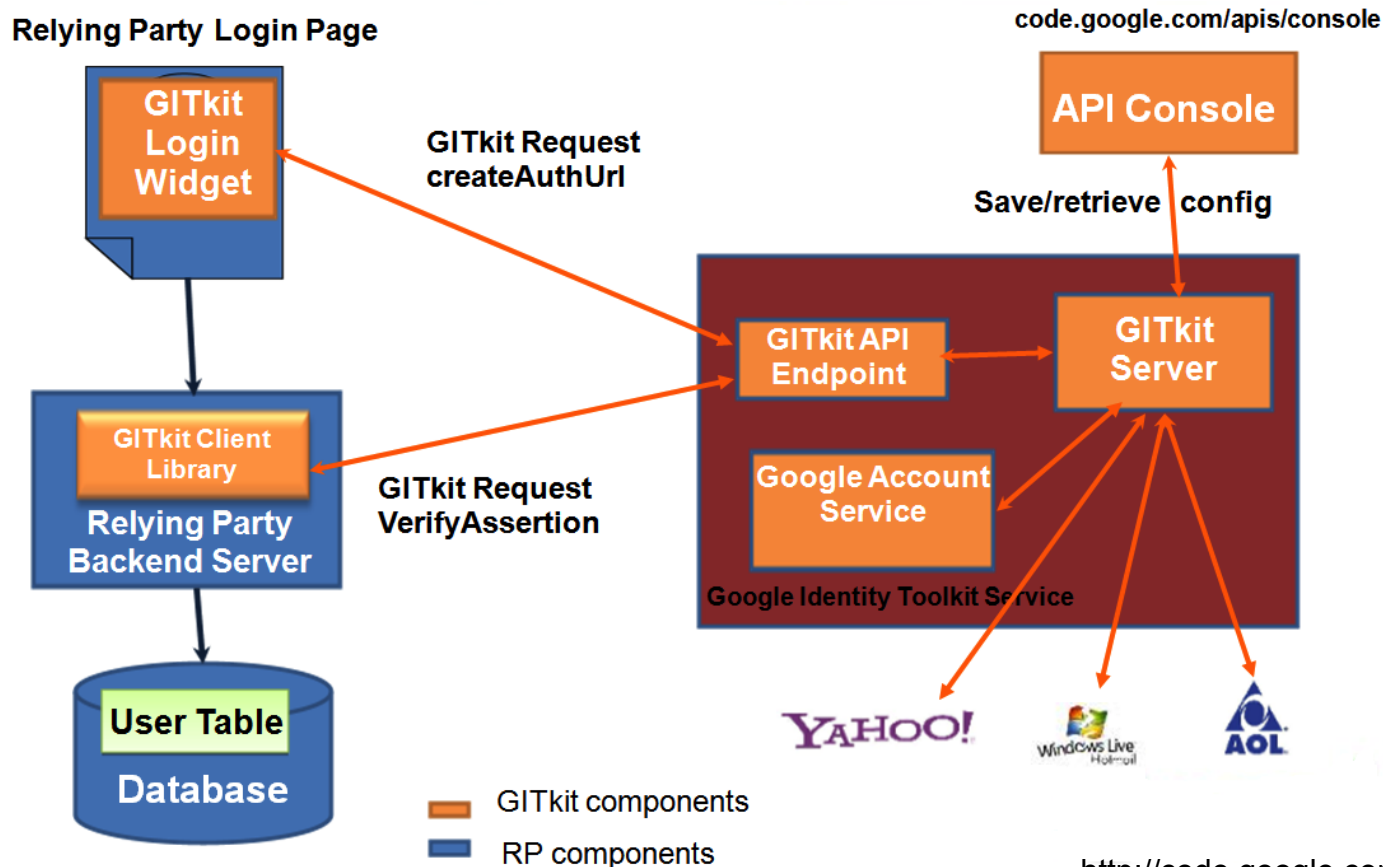 Relying Party Login Page
code.google.com/apis/console
GITkit
Login
Widget
API Console
GITkit Request
createAuthUrl
Save/retrieve config
GITkit API
Endpoint
GITkit
Server
GITkit Client
Library
Relying Party
Backend Server
GITkit Request
VerifyAssertion
Google Account
Service
Google Identity Toolkit Service
YAHOO!
Windows Live
Hotmail
AOL
User Table
Database
GITkit components
RP components